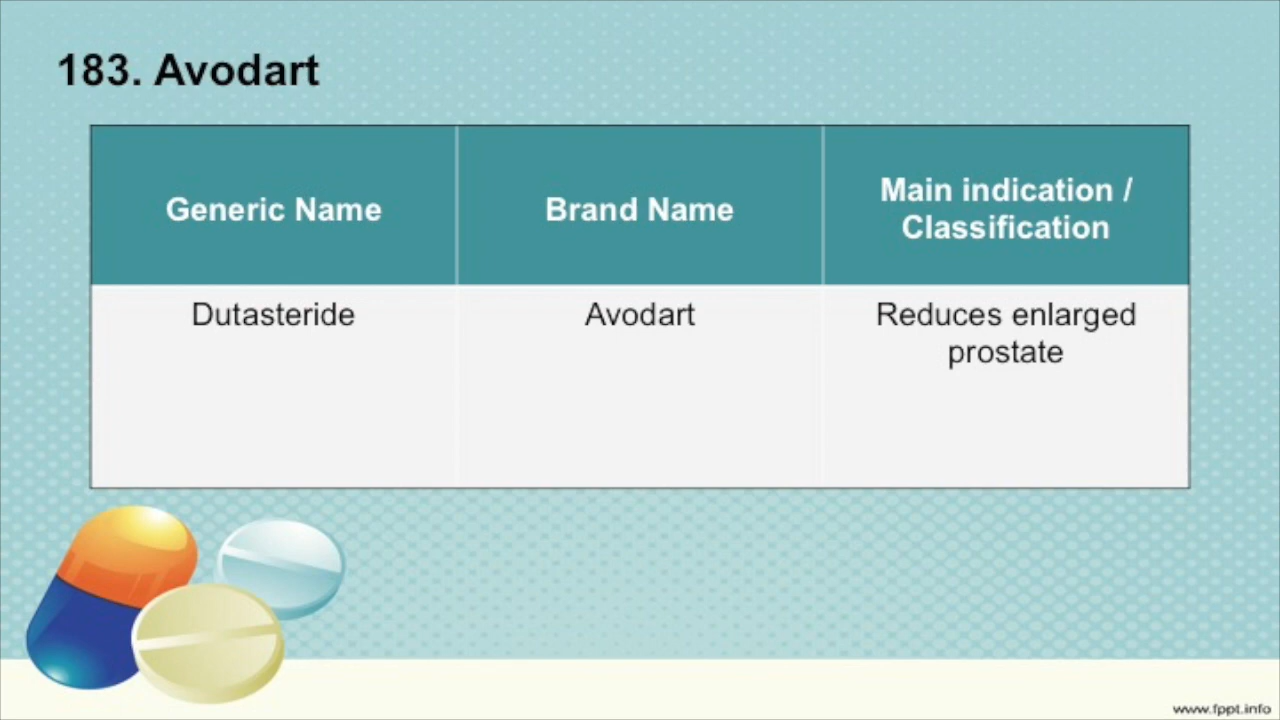 183. Avodart
Generic Name
Brand Name
Main indication /
Classification
Dutasteride
Avodart
Reduces enlarged
prostate
www.fppt.info